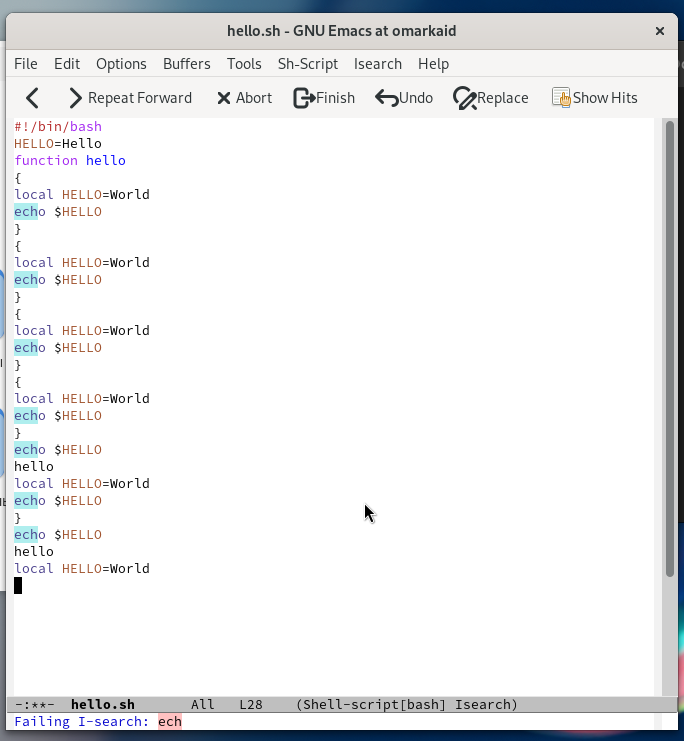 hello.sh - GNU Emacs at omarkaid
File Edit Options Buffers Tools Sh-Script Isearch Help
Repeat Forward Abort Finish Undo Replace Show Hits
#!/bin/bash
HELLO=Hello
function hello
{
local HELLO=World
echo $HELLO
}
{
local HELLO=World
echo $HELLO
}
{
local HELLO=World
echo $HELLO
}
{
local HELLO=World
echo $HELLO
}
echo $HELLO
hello
local HELLO=World
echo $HELLO
}
echo $HELLO
hello
local HELLO=World
-:**- hello.sh All L28 (Shell-script[bash] Isearch)
Failing I-search: ech